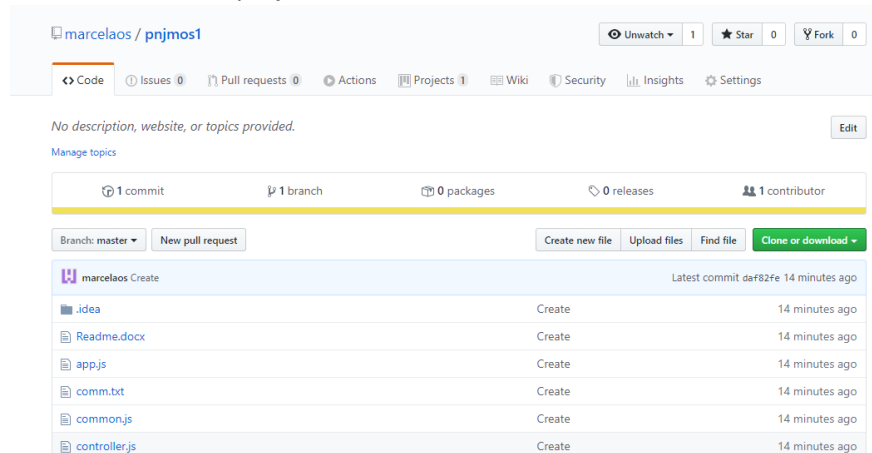 marcelaos / pnjmos1 Unwatch 1 Star 0 Fork 0
Code Issues 0 Pull requests 0 Actions Projects 1 Wiki Security Insights Settings
No description, website, or topics provided. Edit
Manage topics
1 commit 1 branch 0 packages 0 releases 1 contributor
Branch: master New pull request Create new file Upload files Find file Clone or download
marcelaos Create Latest commit daf82fe 14 minutes ago
.idea Create 14 minutes ago
Readme.docx Create 14 minutes ago
app.js Create 14 minutes ago
comm.txt Create 14 minutes ago
common.js Create 14 minutes ago
controller.js Create 14 minutes ago